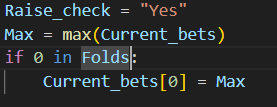 Raise_check = "Yes"
Max = max(Current_bets)
if 0 in Folds:
    Current_bets[0] = Max